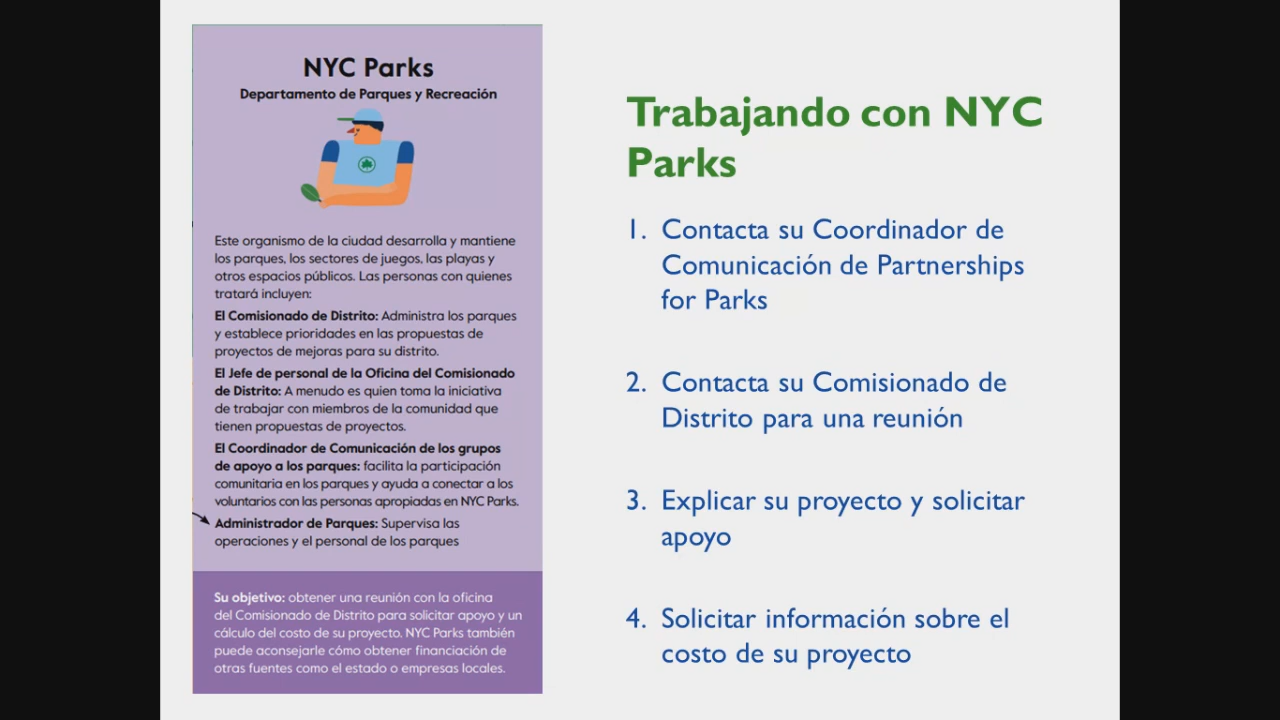 NYC Parks
Departamento de Parques y Recreación
Este organismo de la ciudad desarrolla y mantiene
los parques, los sectores de juegos, las playas y
otros espacios públicos. Las personas con quienes
tratará incluyen:
El Comisionado de Distrito: Administra los parques
y establece prioridades en las propuestas de
proyectos de mejoras para su distrito.
El Jefe de personal de la Oficina del Comisionado
de Distrito: A menudo es quien toma la iniciativa
de trabajar con miembros de la comunidad que
tienen propuestas de proyectos.
El Coordinador de Comunicación de los grupos
de apoyo a los parques: facilita la participación
comunitaria en los parques y ayuda a conectar a los
voluntarios con las personas apropiadas en NYC Parks.
Administrador de Parques: Supervisa las
operaciones y el personal de los parques
Su objetivo: obtener una reunión con la oficina
del Comisionado de Distrito para solicitar apoyo y un
cálculo del costo de su proyecto. NYC Parks también
puede aconsejarle cómo obtener financiación de
otras fuentes como el estado o empresas locales.
Trabajando con NYC
Parks
1. Contacta su Coordinador de
Comunicación de Partnerships
for Parks
2. Contacta su Comisionado de
Distrito para una reunión
3. Explicar su proyecto y solicitar
apoyo
4. Solicitar información sobre el
costo de su proyecto